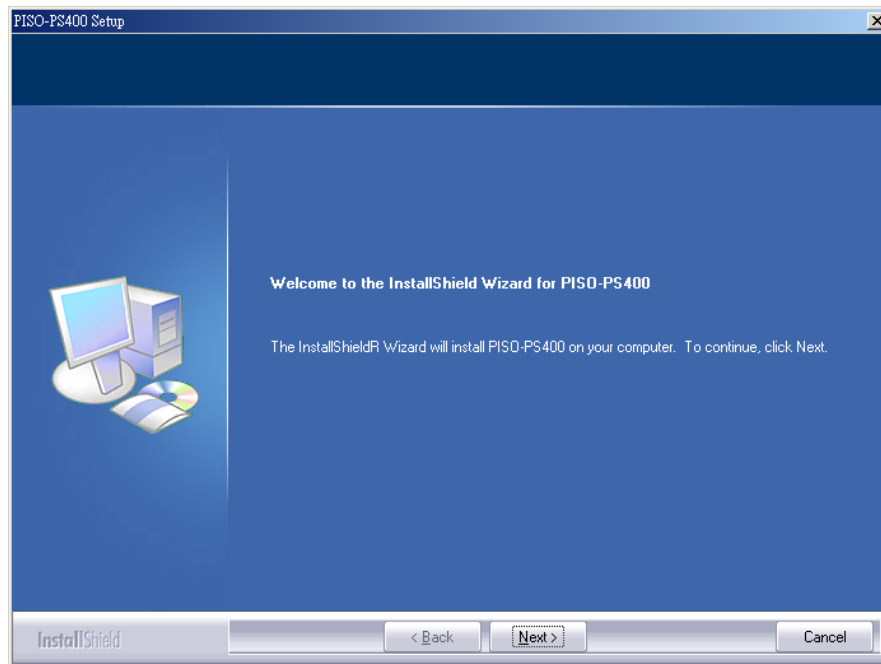 PISO-PS400 Setup
Welcome to the InstallShield Wizard for PISO-PS400
The InstallShieldR Wizard will install PISO-PS400 on your computer. To continue, click Next.
InstallShield
< Back
Next >
Cancel